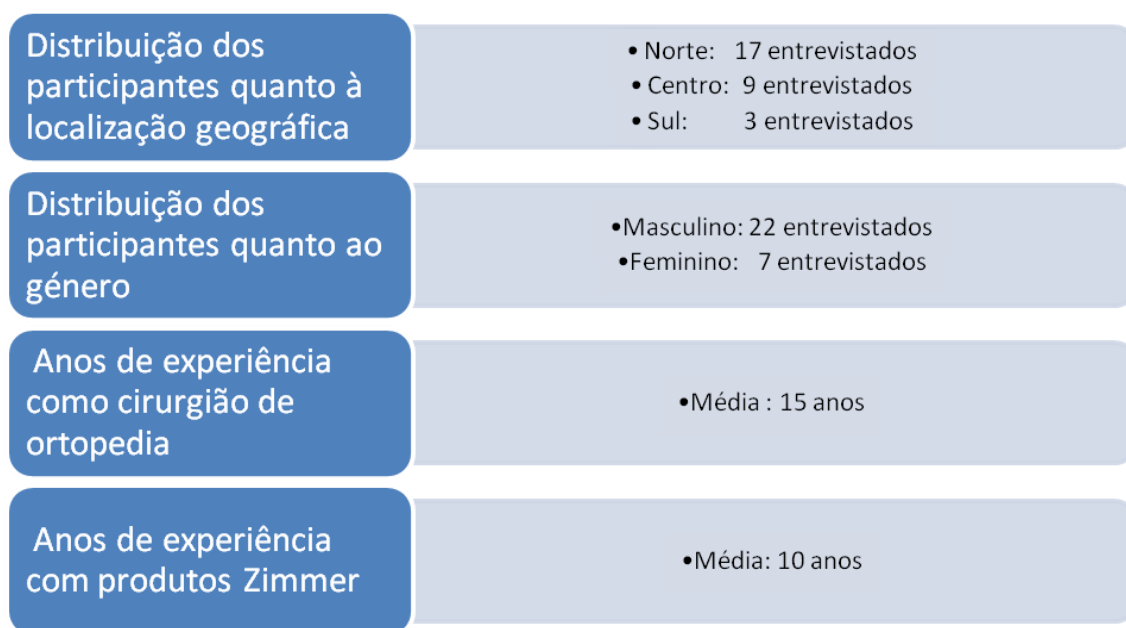 Distribuição dos
participantes quanto à
localização geográfica
• Norte: 17 entrevistados
• Centro: 9 entrevistados
• Sul: 3 entrevistados
Distribuição dos
participantes quanto ao
género
•Masculino: 22 entrevistados
•Feminino: 7 entrevistados
Anos de experiência
como cirurgião de
ortopedia
•Média : 15 anos
Anos de experiência
com produtos Zimmer
•Média: 10 anos